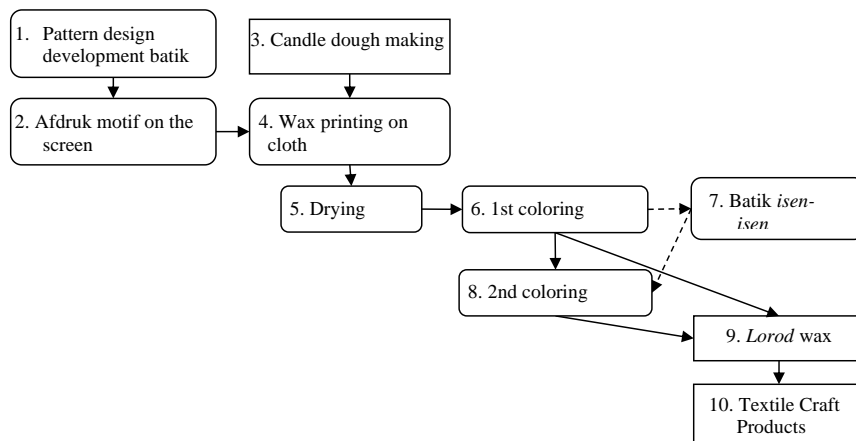 1. Pattern design
development batik
3. Candle dough making
2. Afdruk motif on the
screen
4. Wax printing on
cloth
5. Drying
6. 1st coloring
7. Batik isen-
isen
8. 2nd coloring
9. Lorod wax
10. Textile Craft
Products